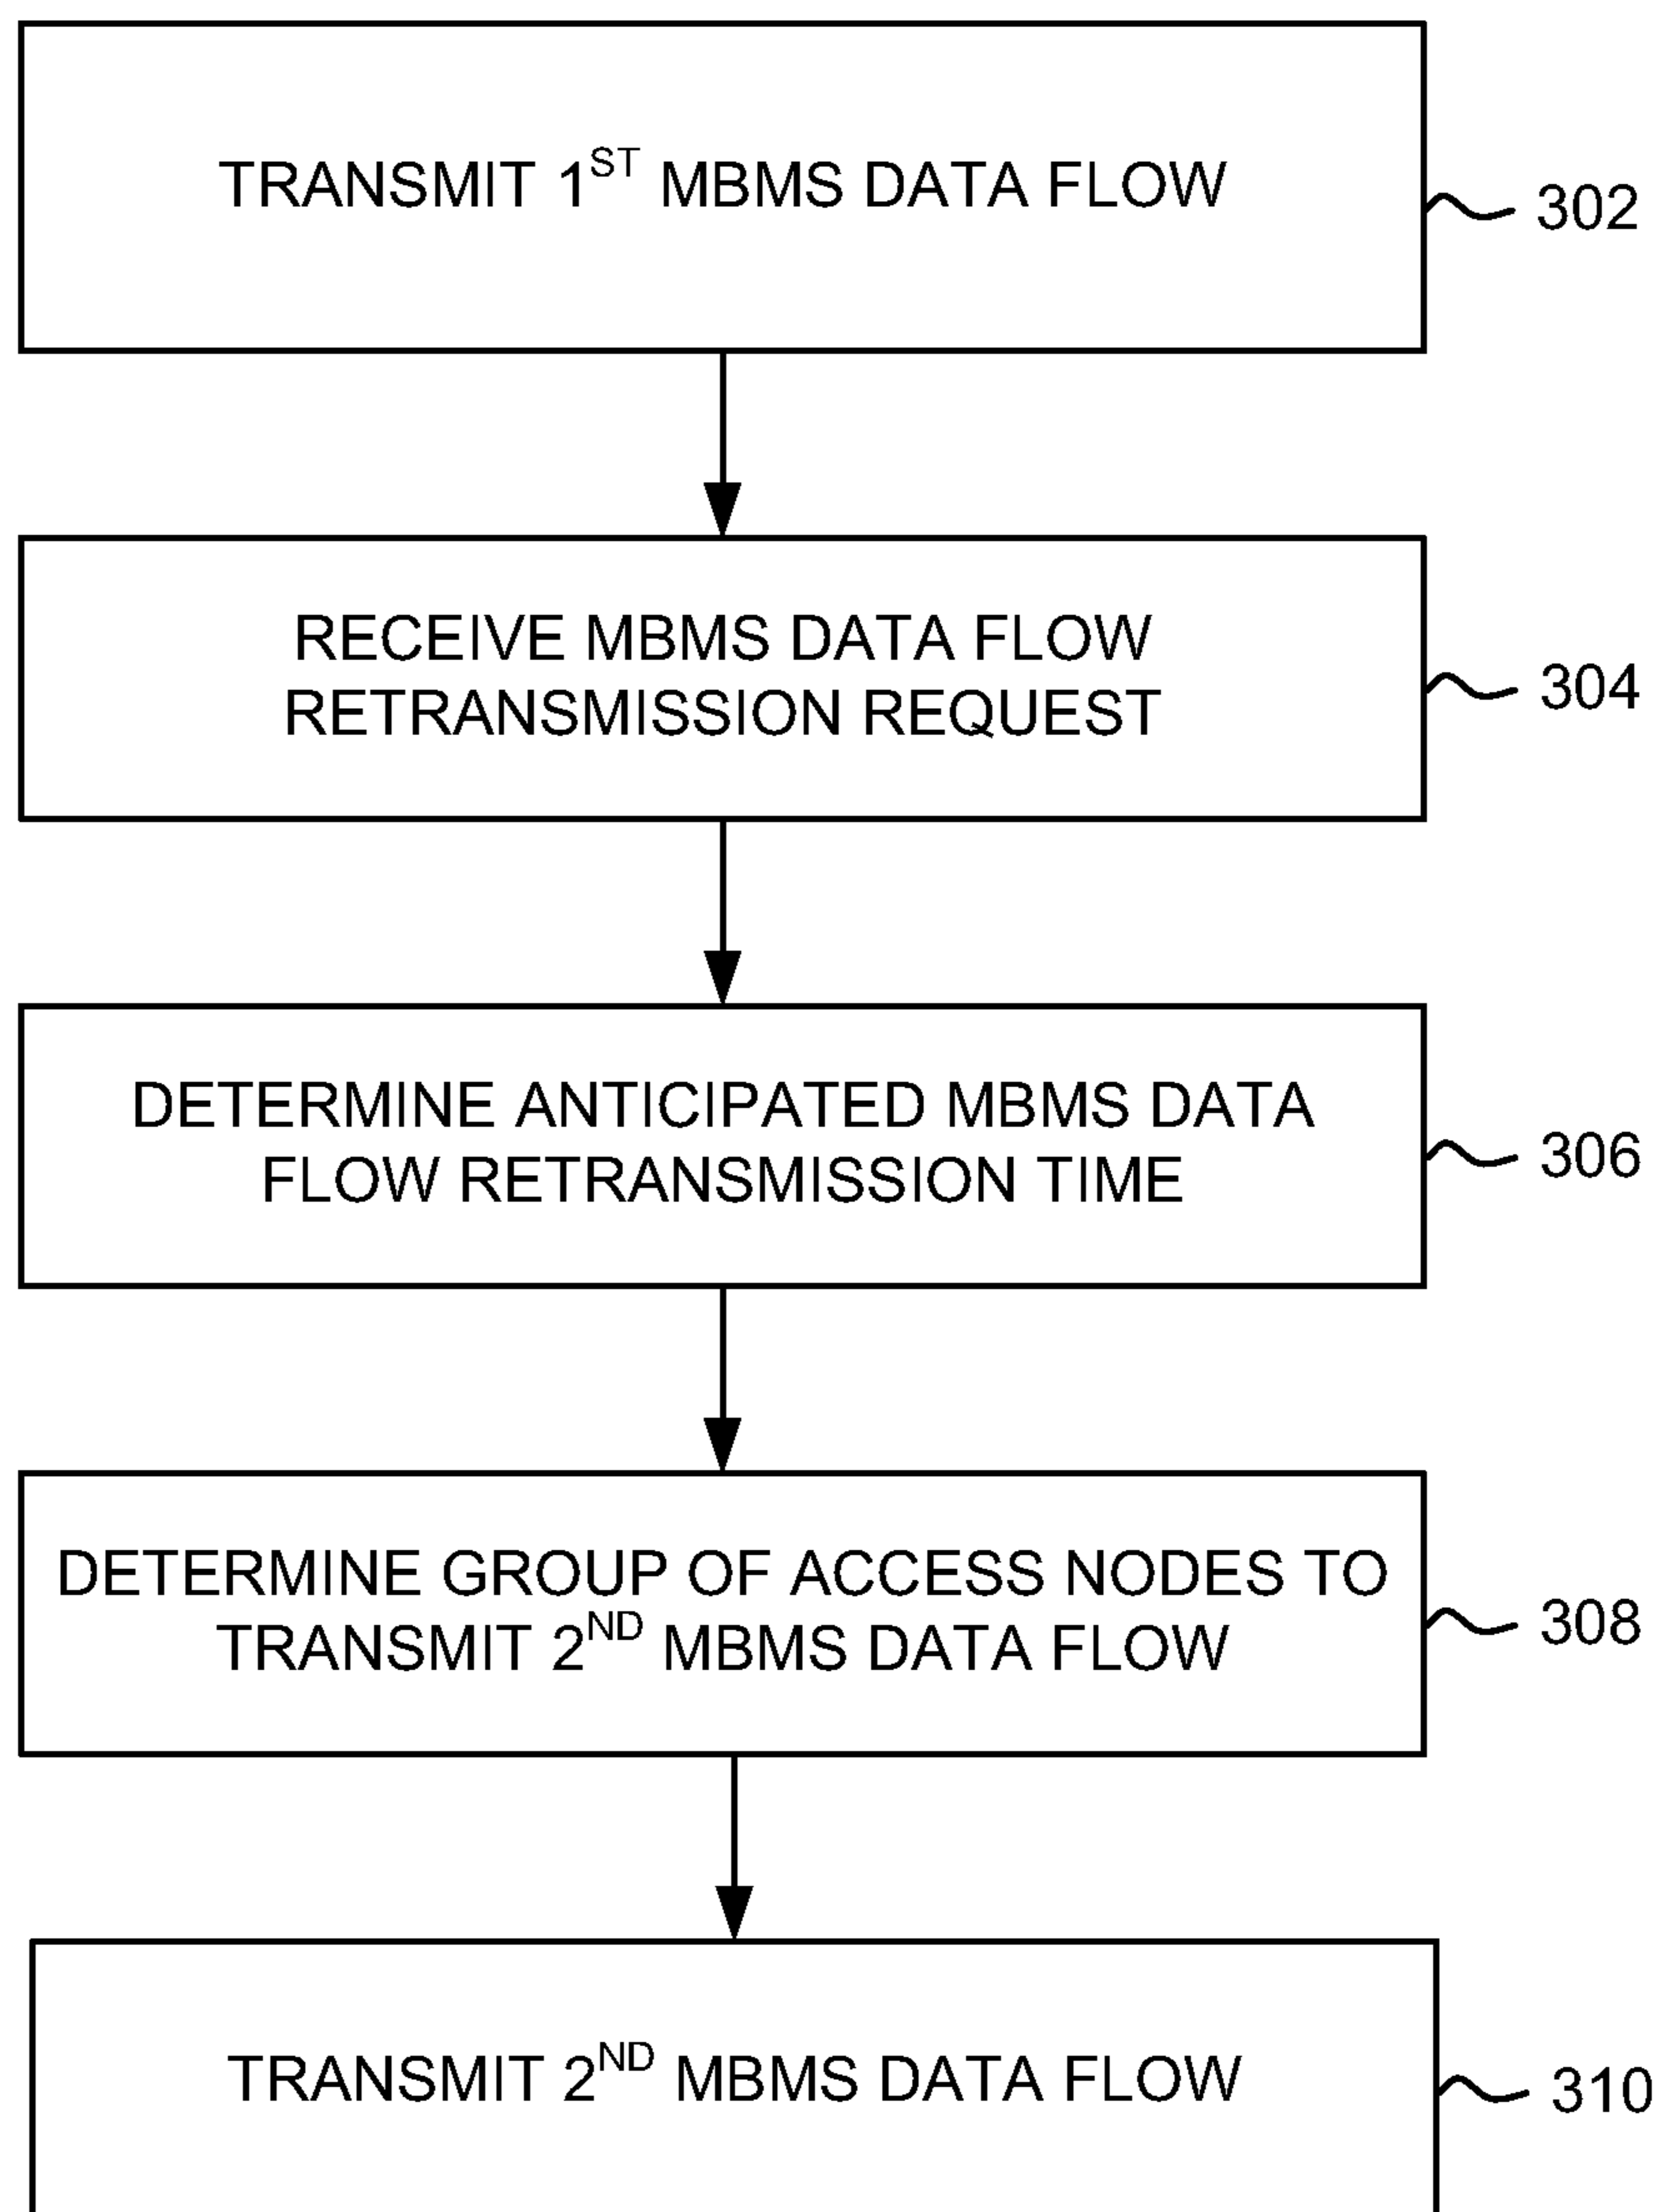 TRANSMIT 1ST MBMS DATA FLOW
302
RECEIVE MBMS DATA FLOW
RETRANSMISSION REQUEST
304
DETERMINE ANTICIPATED MBMS DATA
FLOW RETRANSMISSION TIME
306
DETERMINE GROUP OF ACCESS NODES TO
TRANSMIT 2ND MBMS DATA FLOW
308
TRANSMIT 2ND MBMS DATA FLOW
310